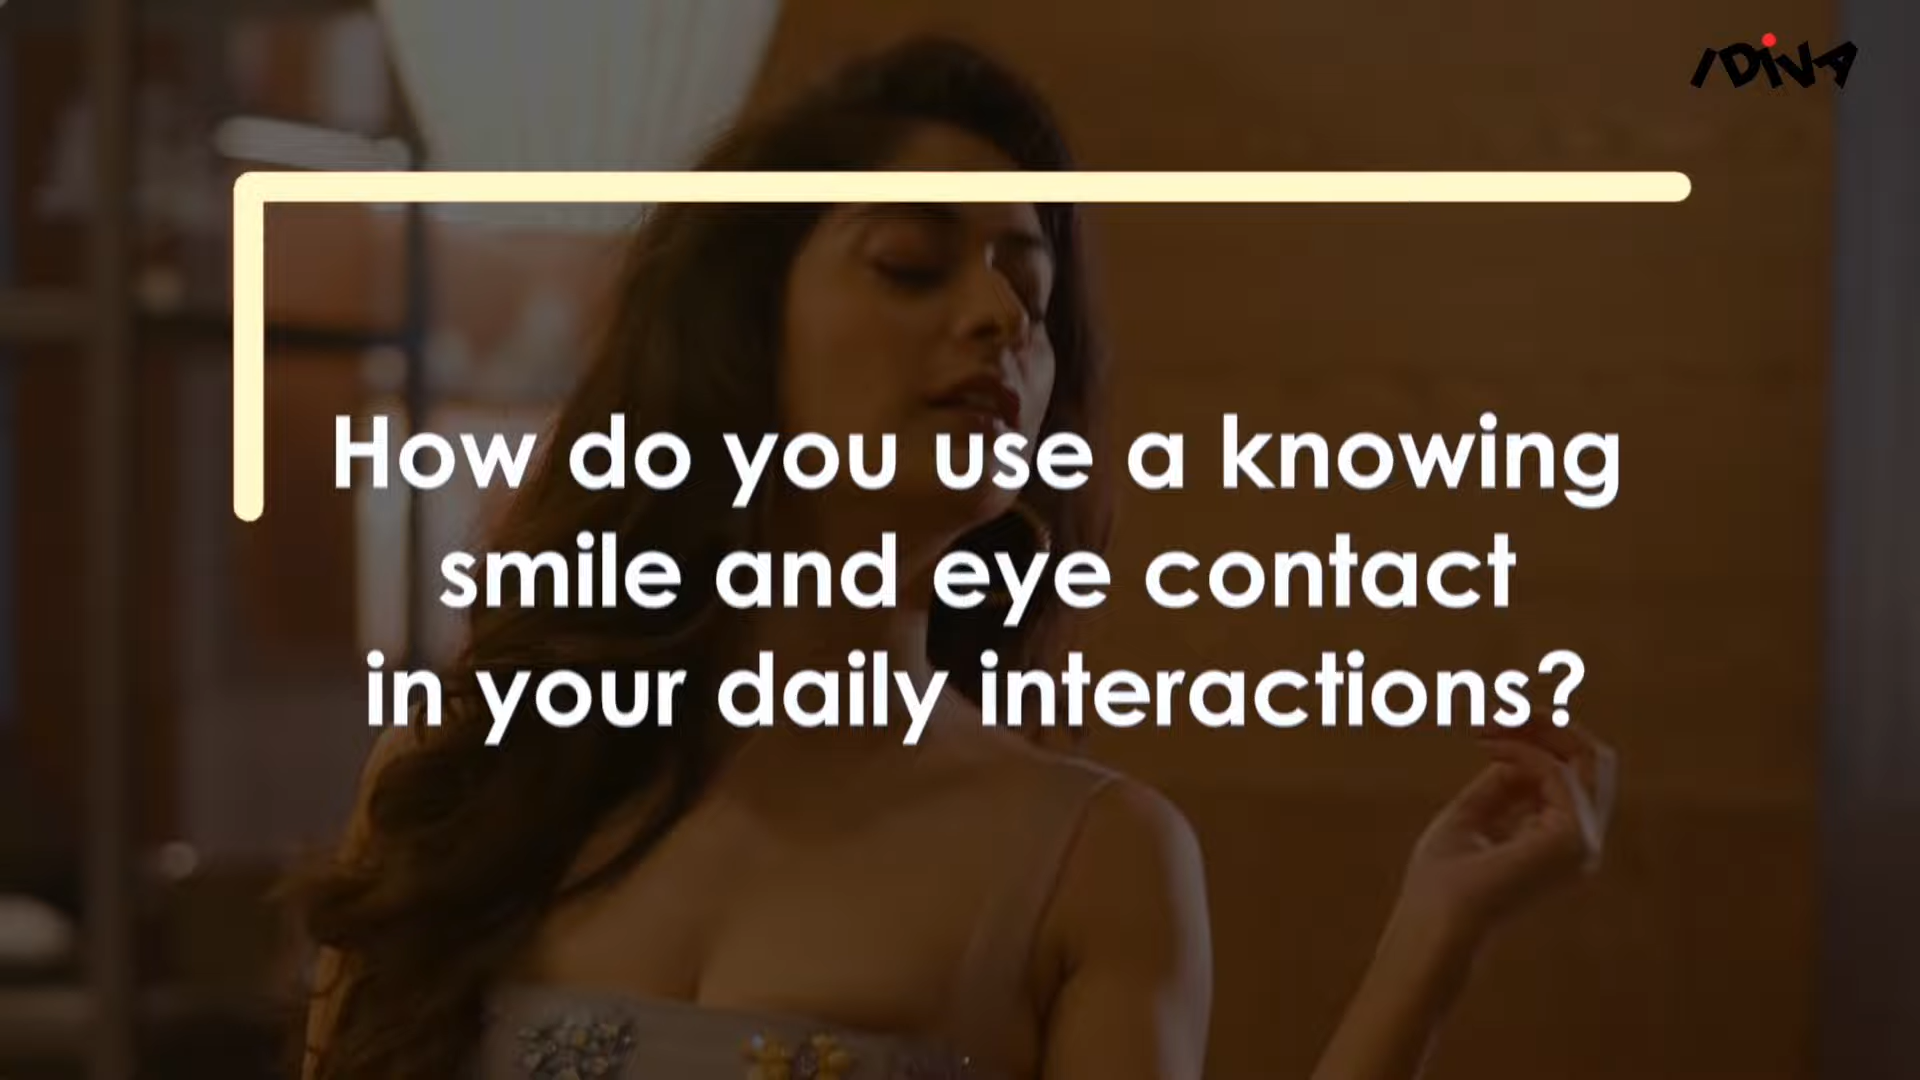 iDIVA
How do you use a knowing
smile and eye contact
in your daily interactions?